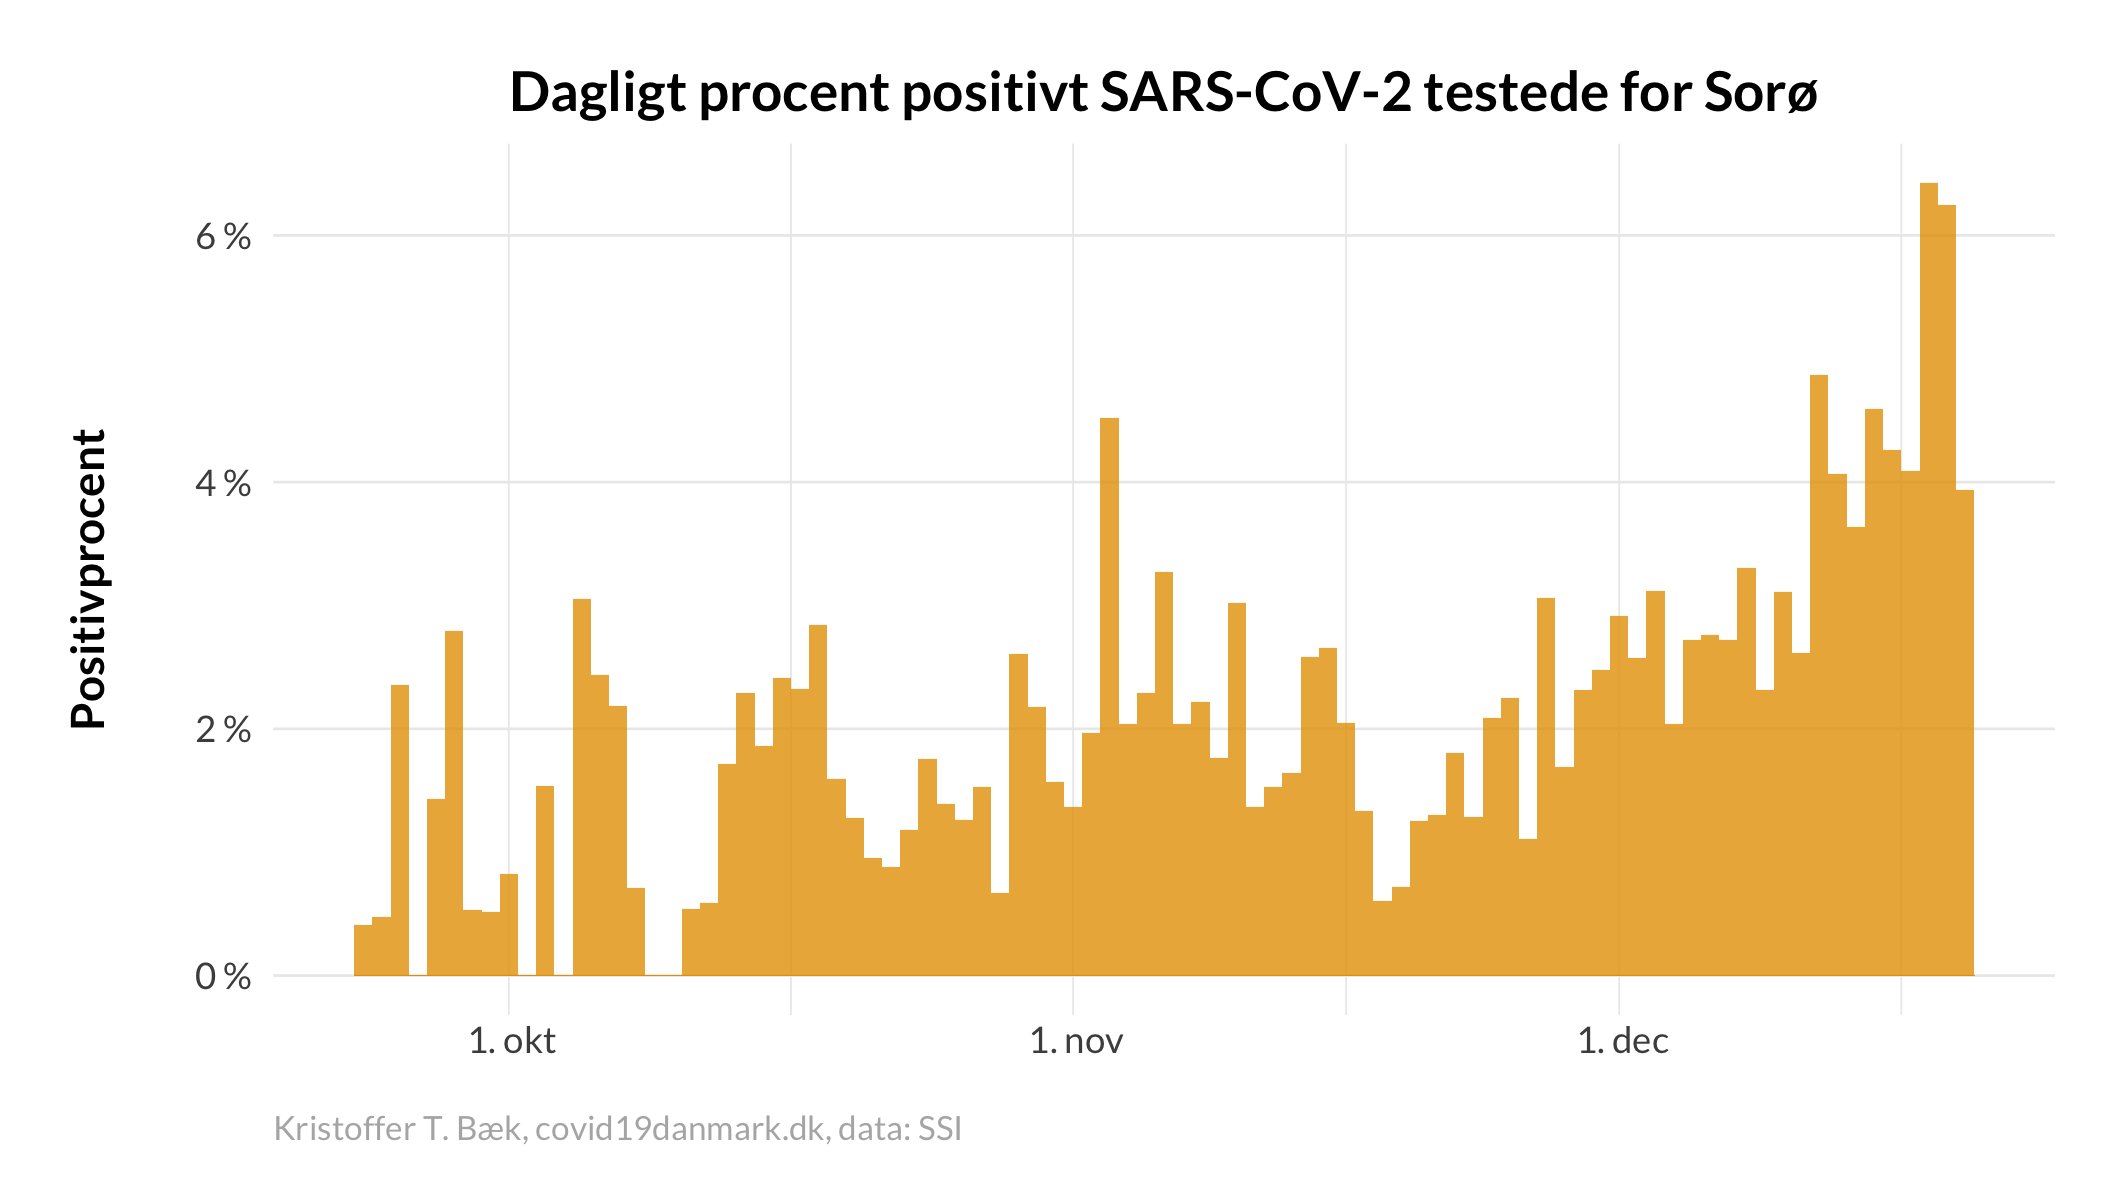 Dagligt procent positivt SARS-CoV-2 testede for Sorø
Positivprocent
6 %
4 %
2 %
0 %
1. okt
1. nov
1. dec
Kristoffer T. Bæk, covid19danmark.dk, data: SSI